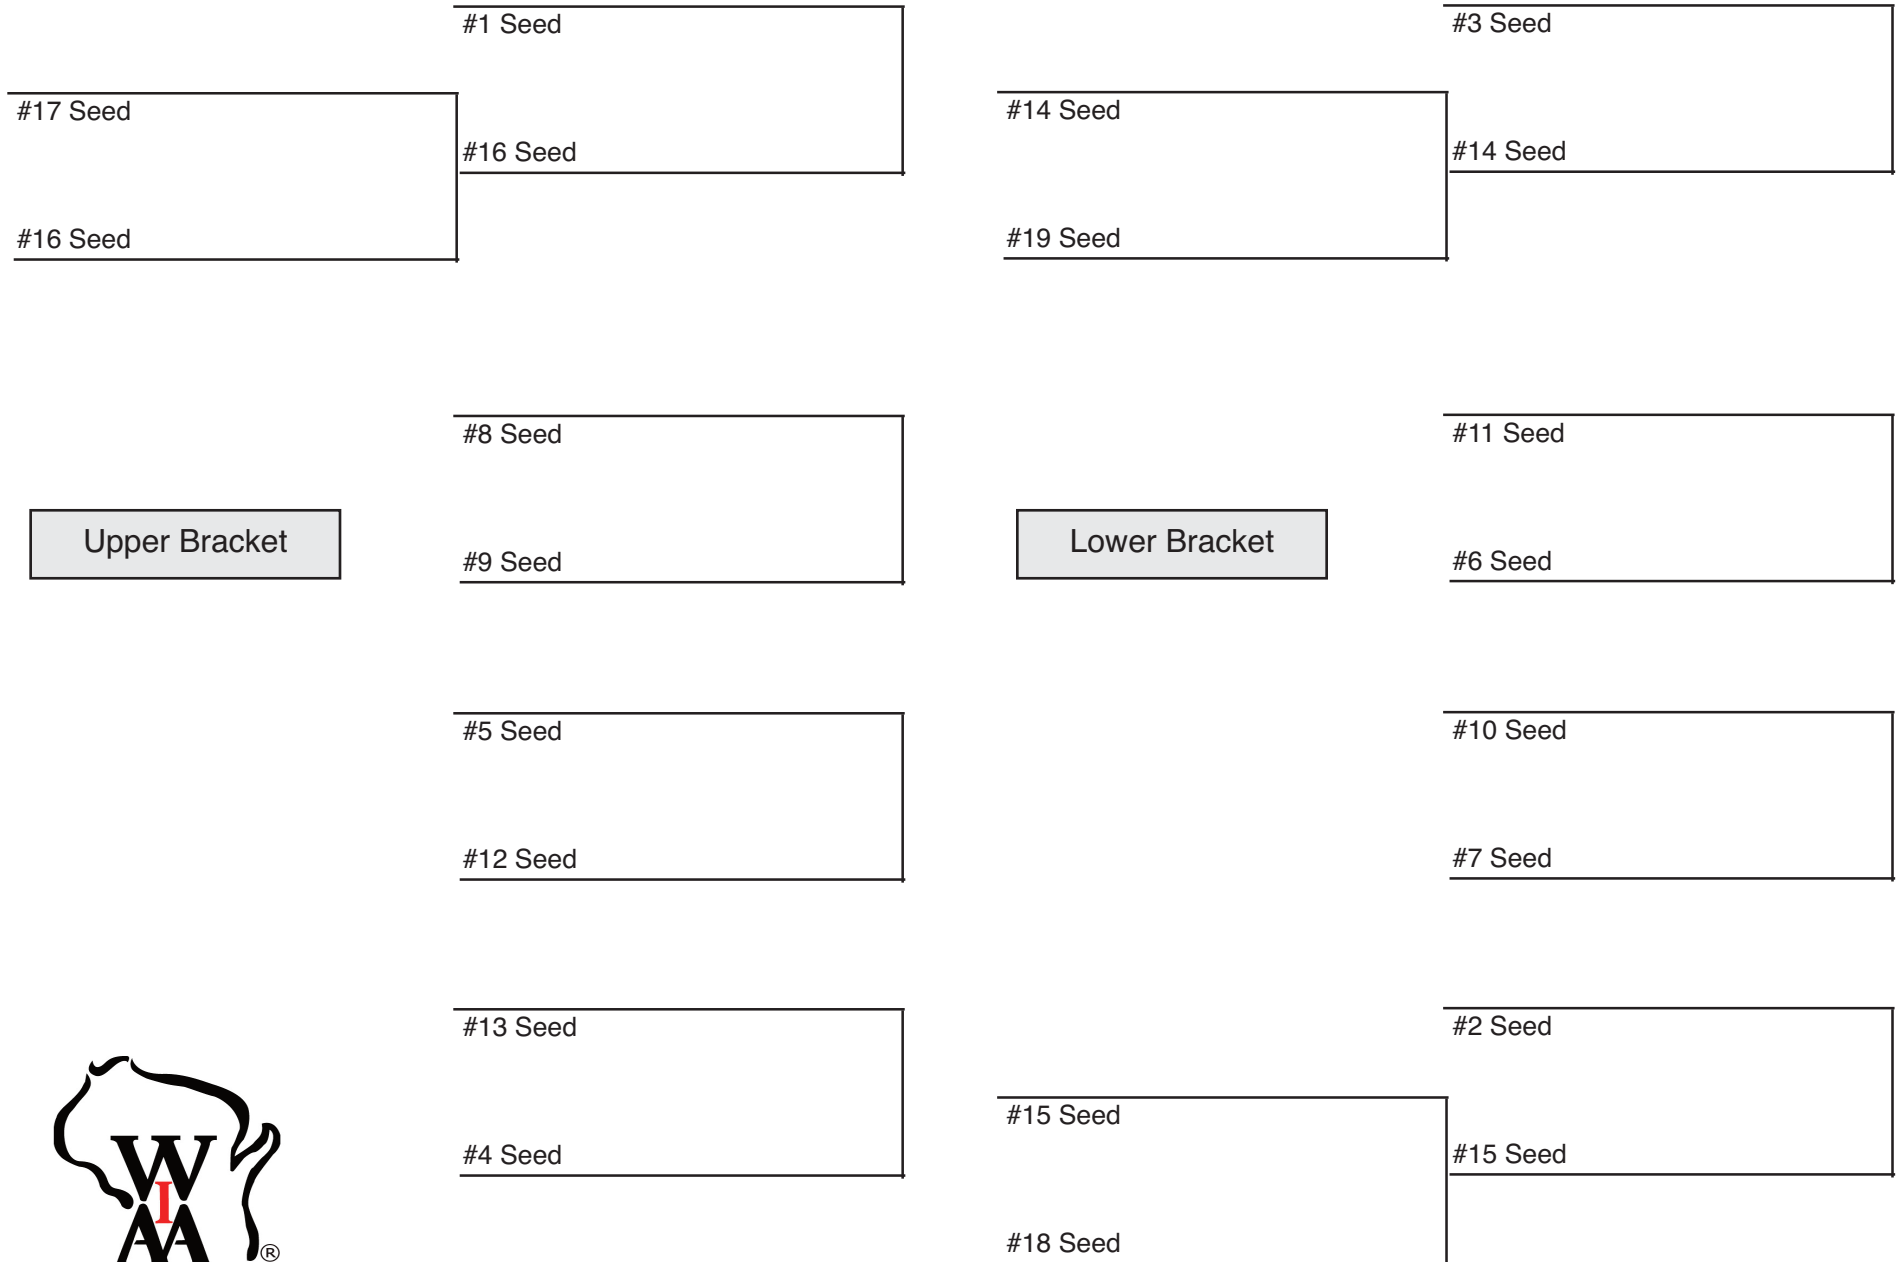 #1 Seed
#17 Seed
#16 Seed
#16 Seed
#8 Seed
Upper Bracket
#9 Seed
#5 Seed
#12 Seed
#13 Seed
#4 Seed
W
I
AA
®
#3 Seed
#14 Seed
#14 Seed
#19 Seed
#11 Seed
Lower Bracket
#6 Seed
#10 Seed
#7 Seed
#2 Seed
#15 Seed
#15 Seed
#18 Seed